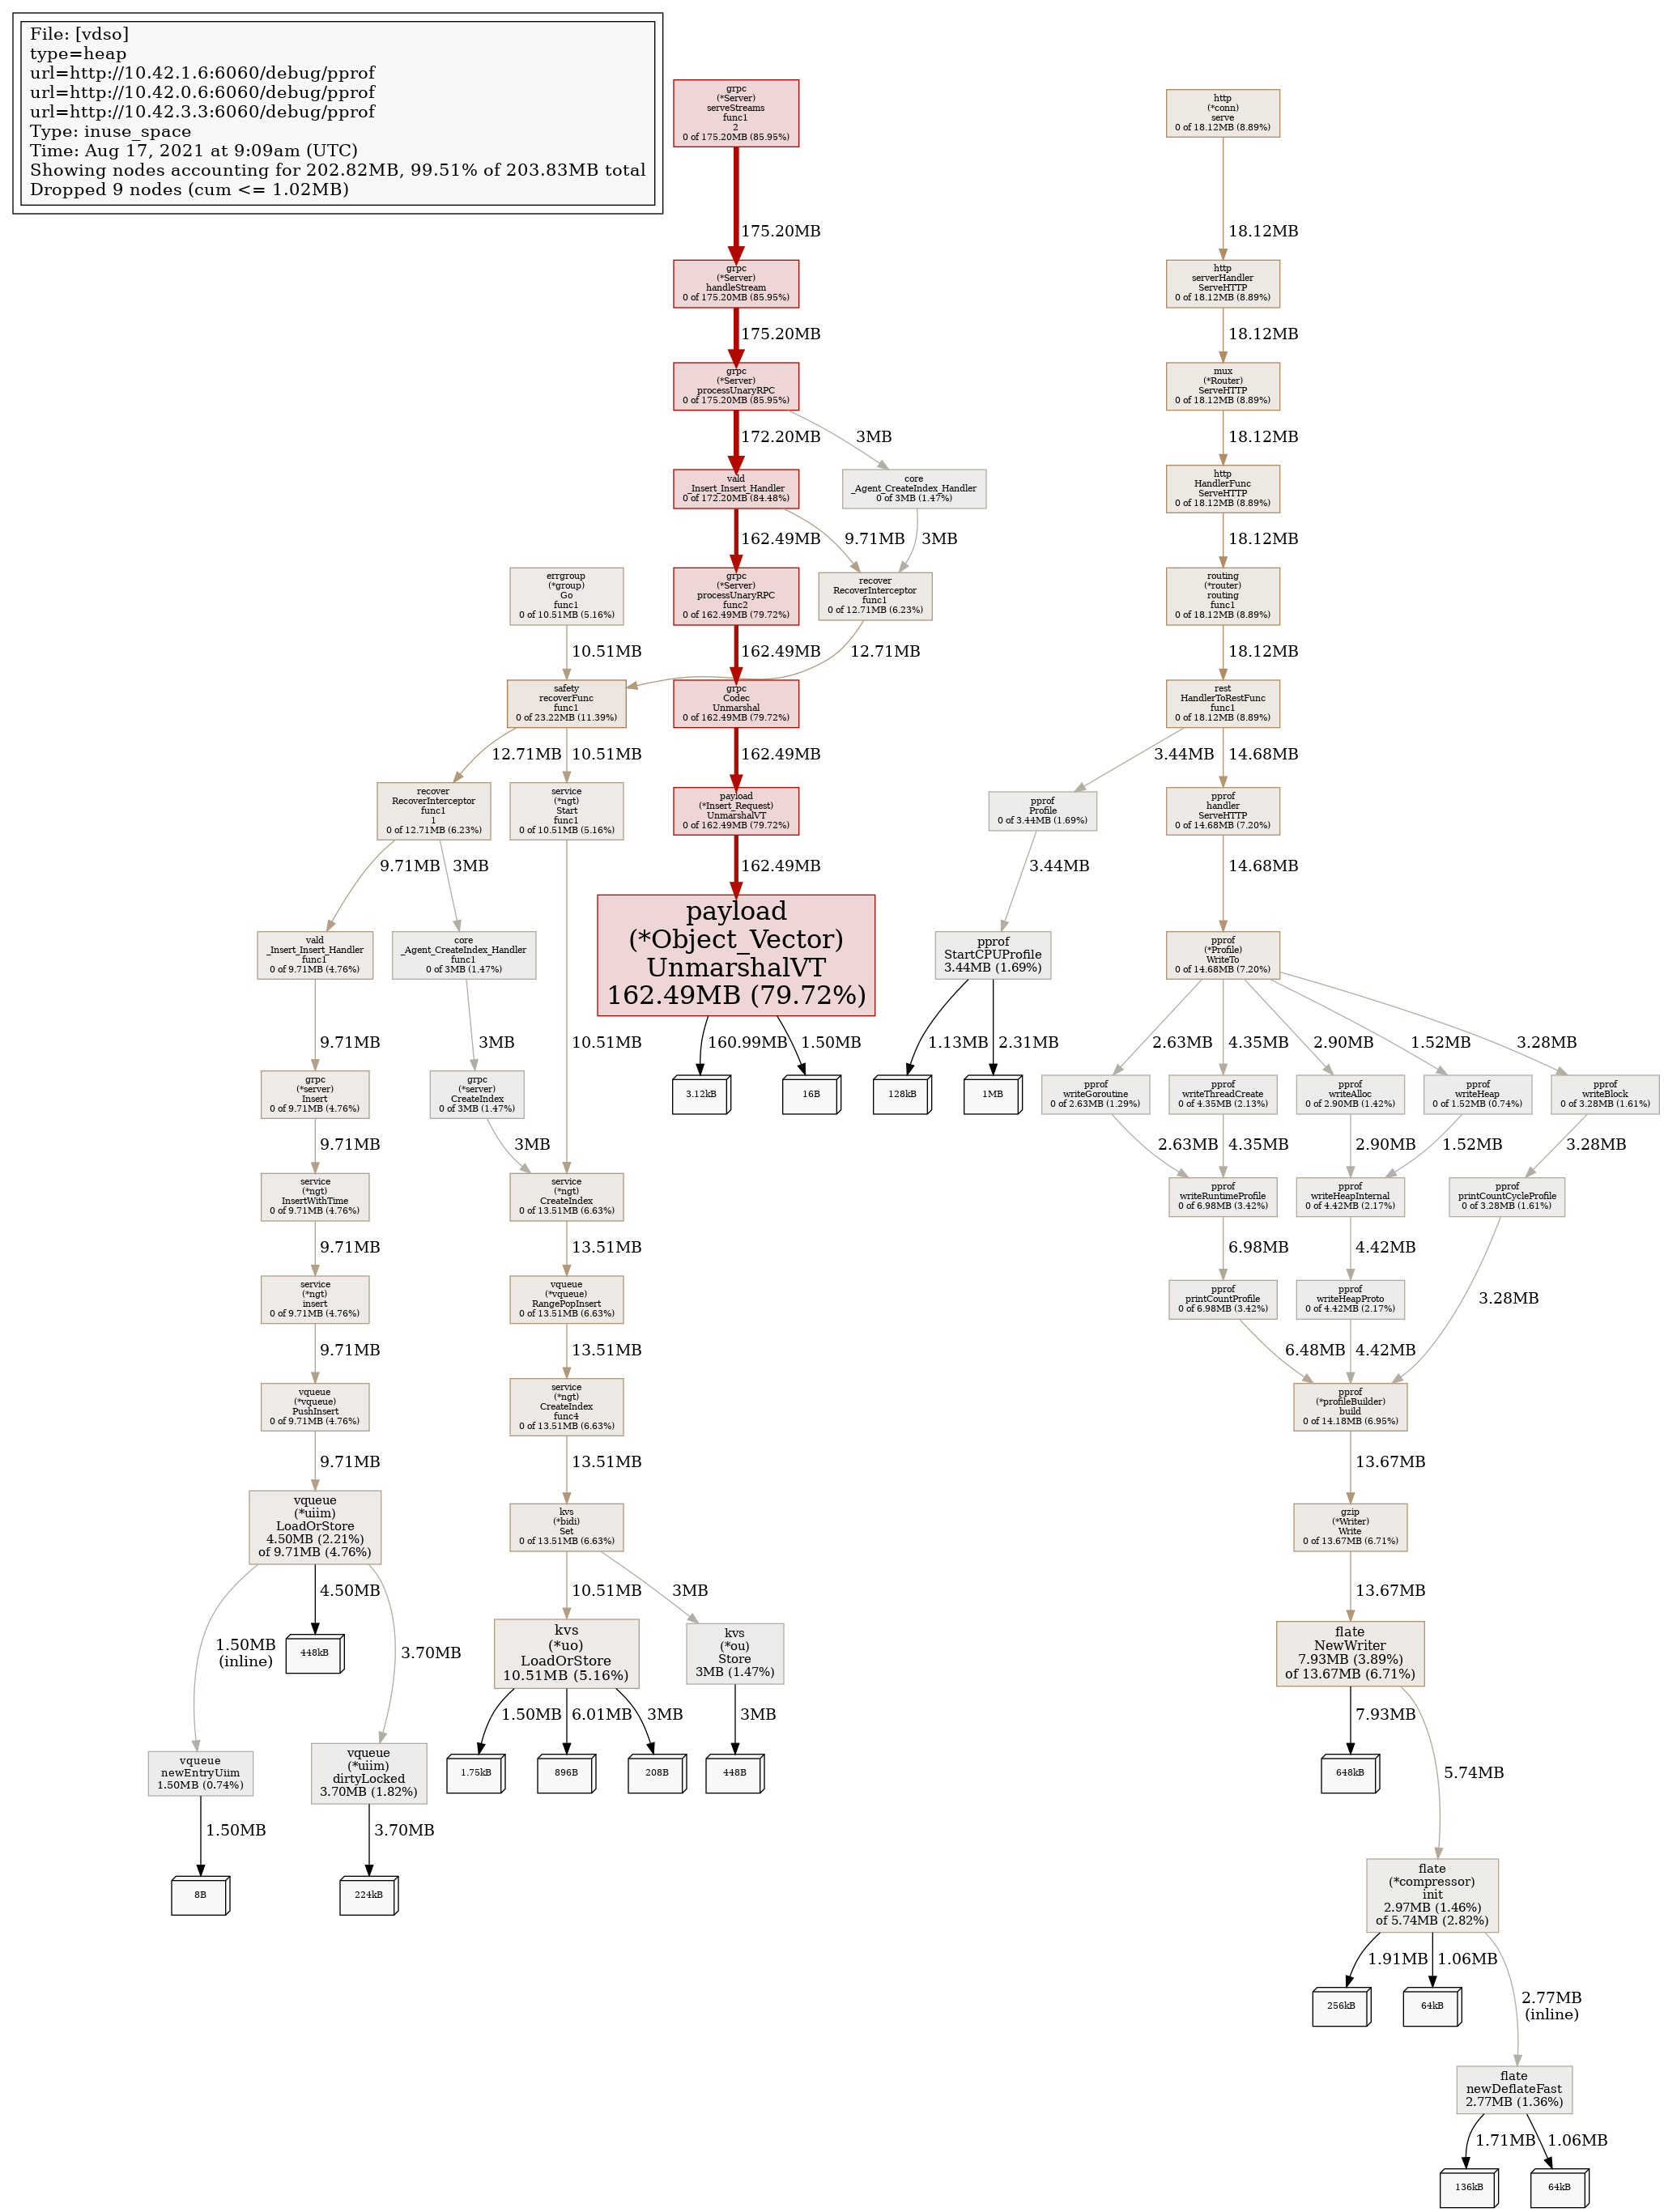 File: [vdso]
type=heap
url=http://10.42.1.6:6060/debug/pprof
url=http://10.42.0.6:6060/debug/pprof
url=http://10.42.3.3:6060/debug/pprof
Type: inuse_space
Time: Aug 17, 2021 at 9:09am (UTC)
Showing nodes accounting for 202.82MB, 99.51% of 203.83MB total
Dropped 9 nodes (cum <= 1.02MB)
grpc
(*Server)
serveStreams
func1
2
0 of 175.20MB (85.95%)
http
(*conn)
serve
0 of 18.12MB (8.89%)
175.20MB
18.12MB
grpc
(*Server)
handleStream
0 of 175.20MB (85.95%)
http
serverHandler
ServeHTTP
0 of 18.12MB (8.89%)
175.20MB
18.12MB
grpc
(*Server)
processUnaryRPC
0 of 175.20MB (85.95%)
mux
(*Router)
ServeHTTP
0 of 18.12MB (8.89%)
172.20MB
3MB
18.12MB
vald
_Insert_Insert_Handler
0 of 172.20MB (84.48%)
core
_Agent_CreateIndex_Handler
0 of 3MB (1.47%)
http
HandlerFunc
ServeHTTP
0 of 18.12MB (8.89%)
162.49MB
9.71MB
3MB
18.12MB
errgroup
(*group)
Go
func1
0 of 10.51MB (5.16%)
grpc
(*Server)
processUnaryRPC
func2
0 of 162.49MB (79.72%)
recover
RecoverInterceptor
func1
0 of 12.71MB (6.23%)
routing
(*router)
routing
func1
0 of 18.12MB (8.89%)
10.51MB
162.49MB
12.71MB
18.12MB
safety
recoverFunc
func1
0 of 23.22MB (11.39%)
grpc
Codec
Unmarshal
0 of 162.49MB (79.72%)
rest
HandlerToRestFunc
func1
0 of 18.12MB (8.89%)
12.71MB
10.51MB
162.49MB
3.44MB
14.68MB
recover
RecoverInterceptor
func1
1
0 of 12.71MB (6.23%)
service
(*ngt)
Start
func1
0 of 10.51MB (5.16%)
payload
(*Insert_Request)
UnmarshalVT
0 of 162.49MB (79.72%)
pprof
Profile
0 of 3.44MB (1.69%)
pprof
handler
ServeHTTP
0 of 14.68MB (7.20%)
9.71MB
3MB
162.49MB
3.44MB
14.68MB
vald
_Insert_Insert_Handler
func1
0 of 9.71MB (4.76%)
core
_Agent_CreateIndex_Handler
func1
0 of 3MB (1.47%)
payload
(*Object_Vector)
UnmarshalVT
162.49MB (79.72%)
pprof
StartCPUProfile
3.44MB (1.69%)
pprof
(*Profile)
WriteTo
0 of 14.68MB (7.20%)
9.71MB
3MB
10.51MB
160.99MB
1.50MB
1.13MB
2.31MB
2.63MB
4.35MB
2.90MB
1.52MB
3.28MB
grpc
(*server)
Insert
0 of 9.71MB (4.76%)
grpc
(*server)
CreateIndex
0 of 3MB (1.47%)
3.12kB
16B
128kB
1MB
pprof
writeGoroutine
0 of 2.63MB (1.29%)
pprof
writeThreadCreate
0 of 4.35MB (2.13%)
pprof
writeAlloc
0 of 2.90MB (1.42%)
pprof
writeHeap
0 of 1.52MB (0.74%)
pprof
writeBlock
0 of 3.28MB (1.61%)
9.71MB
3MB
2.63MB
4.35MB
2.90MB
1.52MB
3.28MB
service
(*ngt)
InsertWithTime
0 of 9.71MB (4.76%)
service
(*ngt)
CreateIndex
0 of 13.51MB (6.63%)
pprof
writeRuntimeProfile
0 of 6.98MB (3.42%)
pprof
writeHeapInternal
0 of 4.42MB (2.17%)
pprof
printCountCycleProfile
0 of 3.28MB (1.61%)
9.71MB
13.51MB
6.98MB
4.42MB
3.28MB
service
(*ngt)
insert
0 of 9.71MB (4.76%)
vqueue
(*vqueue)
RangePopInsert
0 of 13.51MB (6.63%)
pprof
printCountProfile
0 of 6.98MB (3.42%)
pprof
writeHeapProto
0 of 4.42MB (2.17%)
9.71MB
13.51MB
6.48MB
4.42MB
vqueue
(*vqueue)
PushInsert
0 of 9.71MB (4.76%)
service
(*ngt)
CreateIndex
func4
0 of 13.51MB (6.63%)
pprof
(*profileBuilder)
build
0 of 14.18MB (6.95%)
9.71MB
13.51MB
13.67MB
vqueue
(*uiim)
LoadOrStore
4.50MB (2.21%)
of 9.71MB (4.76%)
kvs
(*bidi)
Set
0 of 13.51MB (6.63%)
gzip
(*Writer)
Write
0 of 13.67MB (6.71%)
1.50MB
(inline)
4.50MB
3.70MB
10.51MB
3MB
13.67MB
448kB
kvs
(*uo)
LoadOrStore
10.51MB (5.16%)
kvs
(*ou)
Store
3MB (1.47%)
flate
NewWriter
7.93MB (3.89%)
of 13.67MB (6.71%)
1.50MB
6.01MB
3MB
3MB
7.93MB
5.74MB
vqueue
newEntryUiim
1.50MB (0.74%)
vqueue
(*uiim)
dirtyLocked
3.70MB (1.82%)
1.75kB
896B
208B
448B
648kB
1.50MB
3.70MB
8B
224kB
flate
(*compressor)
init
2.97MB (1.46%)
of 5.74MB (2.82%)
1.91MB
1.06MB
2.77MB
(inline)
256kB
64kB
flate
newDeflateFast
2.77MB (1.36%)
1.71MB
1.06MB
136kB
64kB